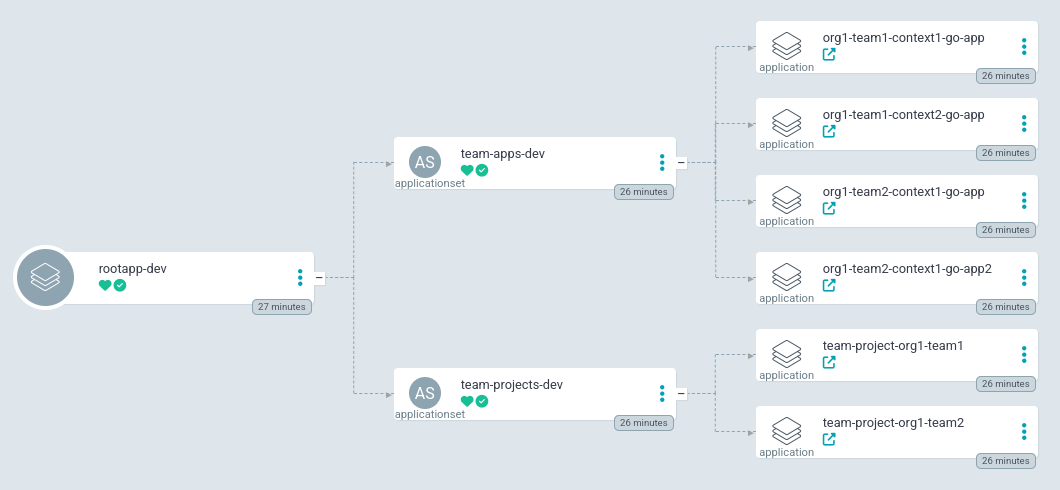 rootapp-dev
27 minutes
AS
applicationset
team-apps-dev
26 minutes
AS
applicationset
team-projects-dev
26 minutes
application
org1-team1-context1-go-app
26 minutes
application
org1-team1-context2-go-app
26 minutes
application
org1-team2-context1-go-app
26 minutes
application
org1-team2-context1-go-app2
26 minutes
application
team-project-org1-team1
26 minutes
application
team-project-org1-team2
26 minutes